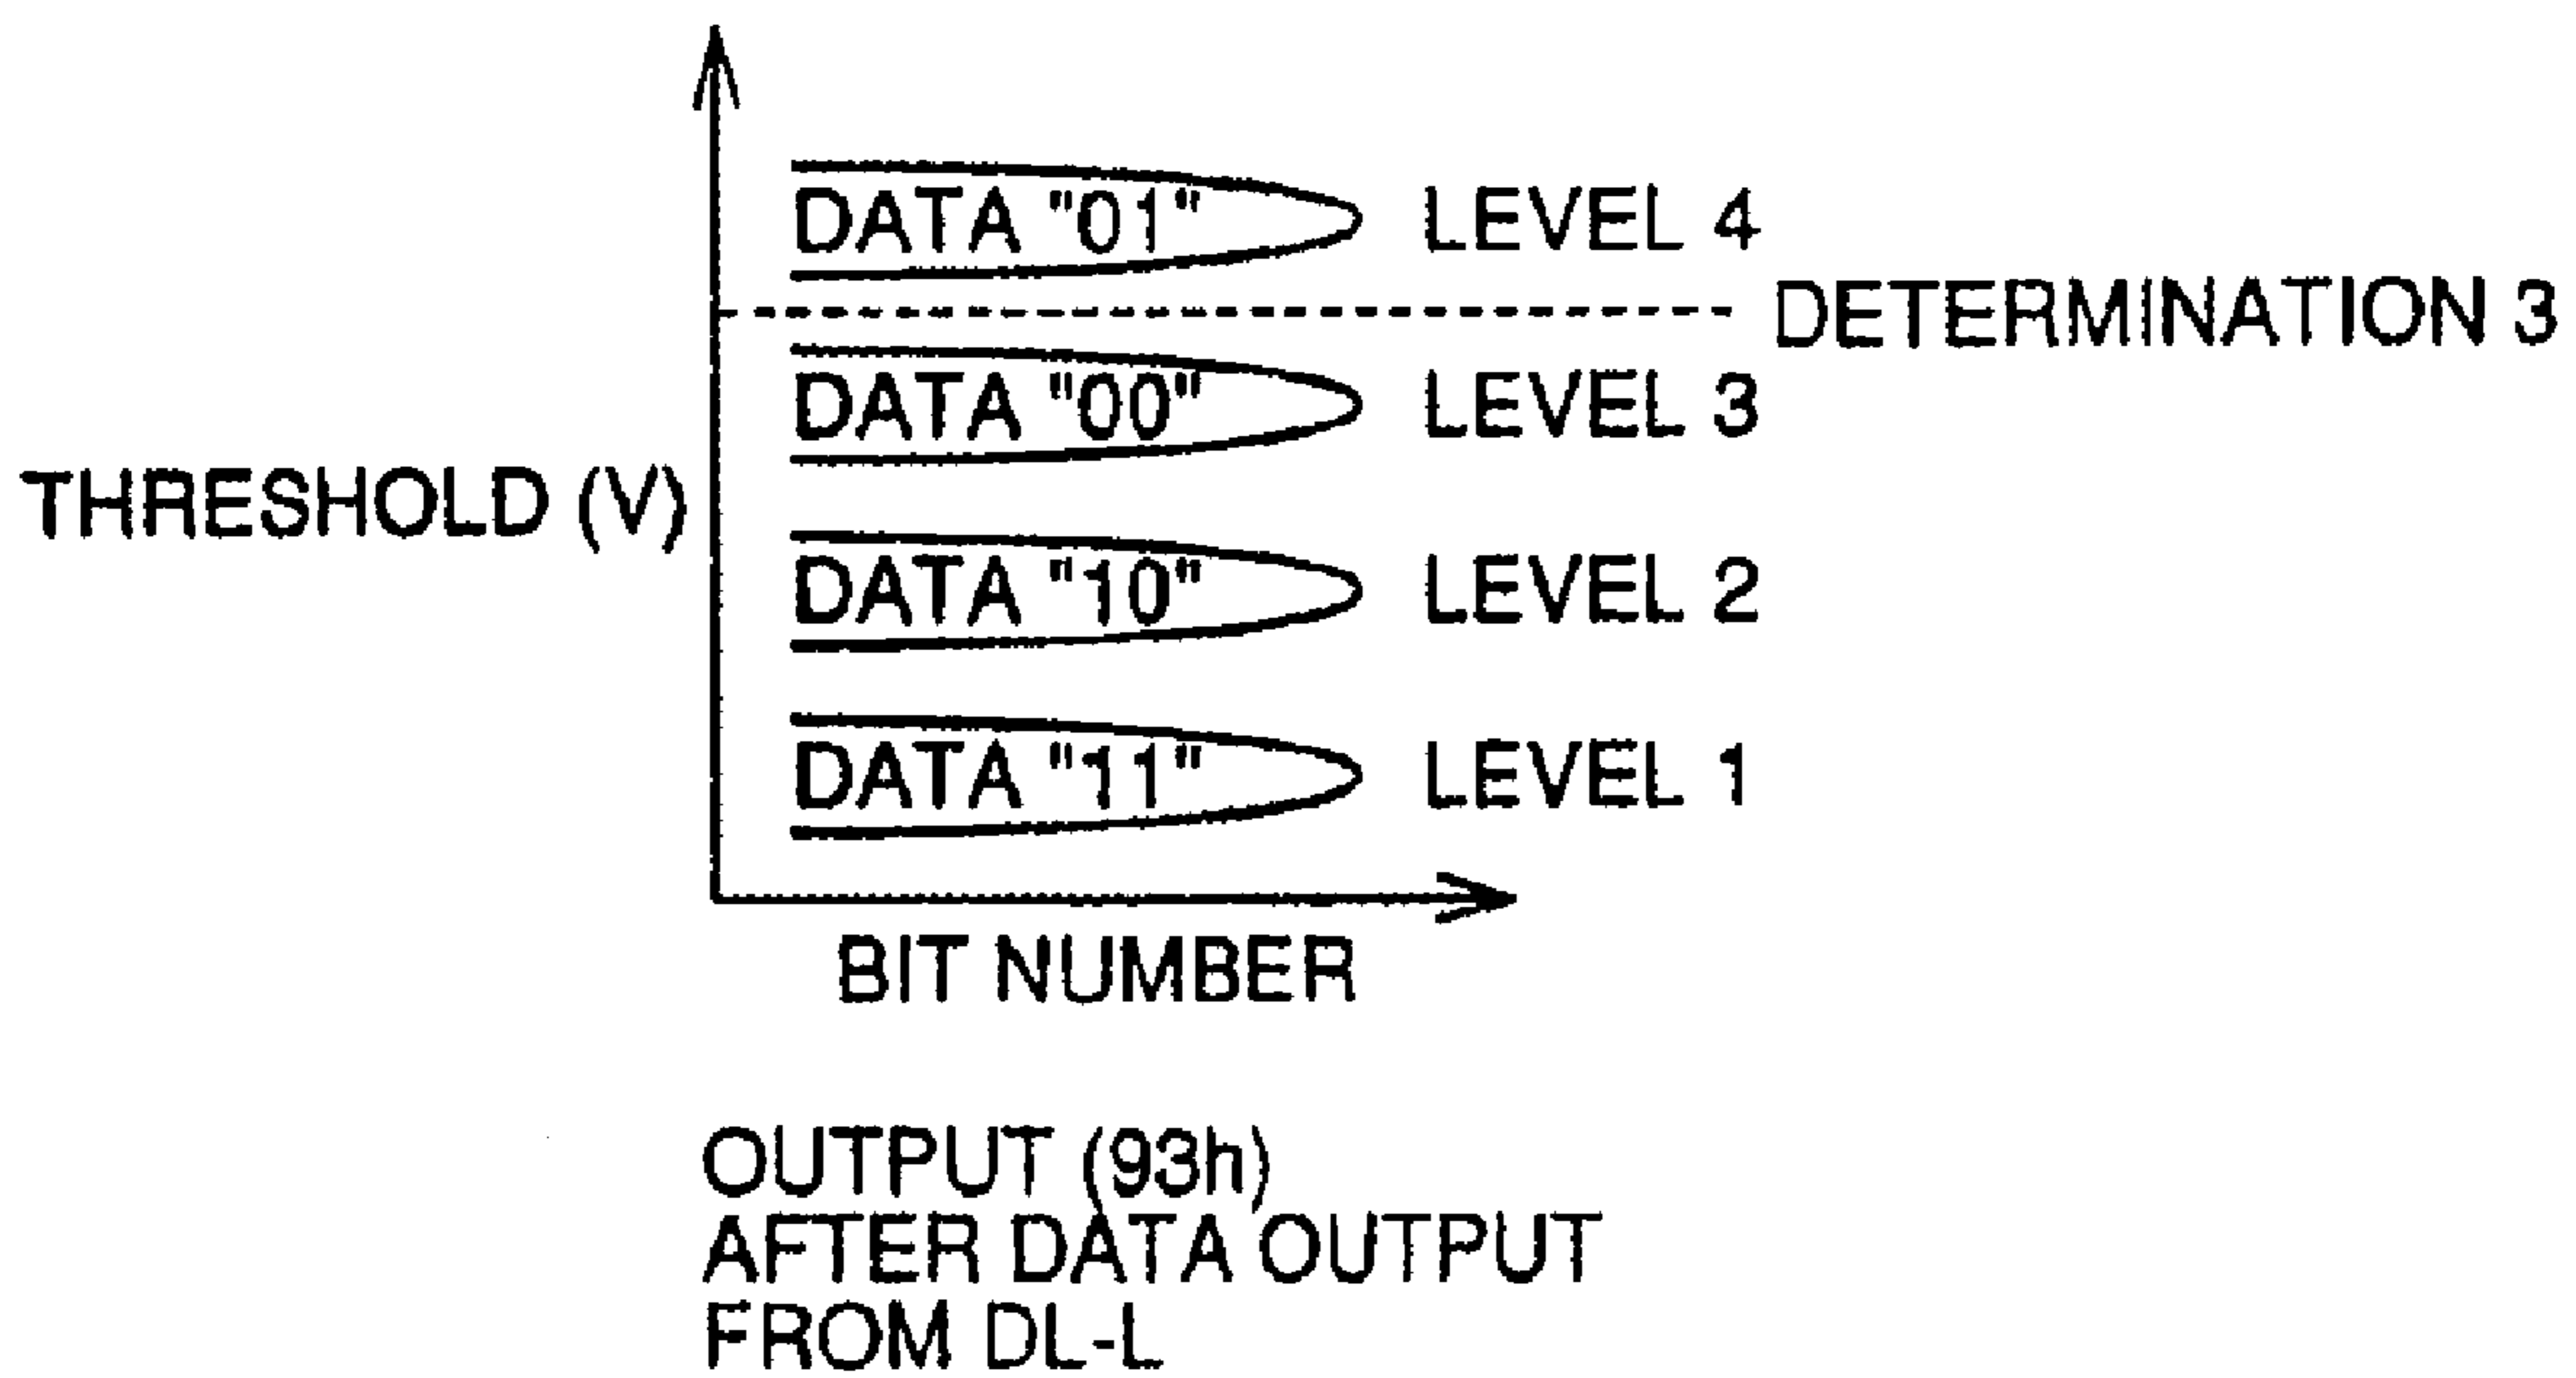 DATA "01" LEVEL 4
DETERMINATION 3
DATA "00" LEVEL 3
THRESHOLD (V)
DATA "10" LEVEL 2
DATA "11" LEVEL 1
BIT NUMBER
OUTPUT (93h)
AFTER DATA OUTPUT
FROM DL-L